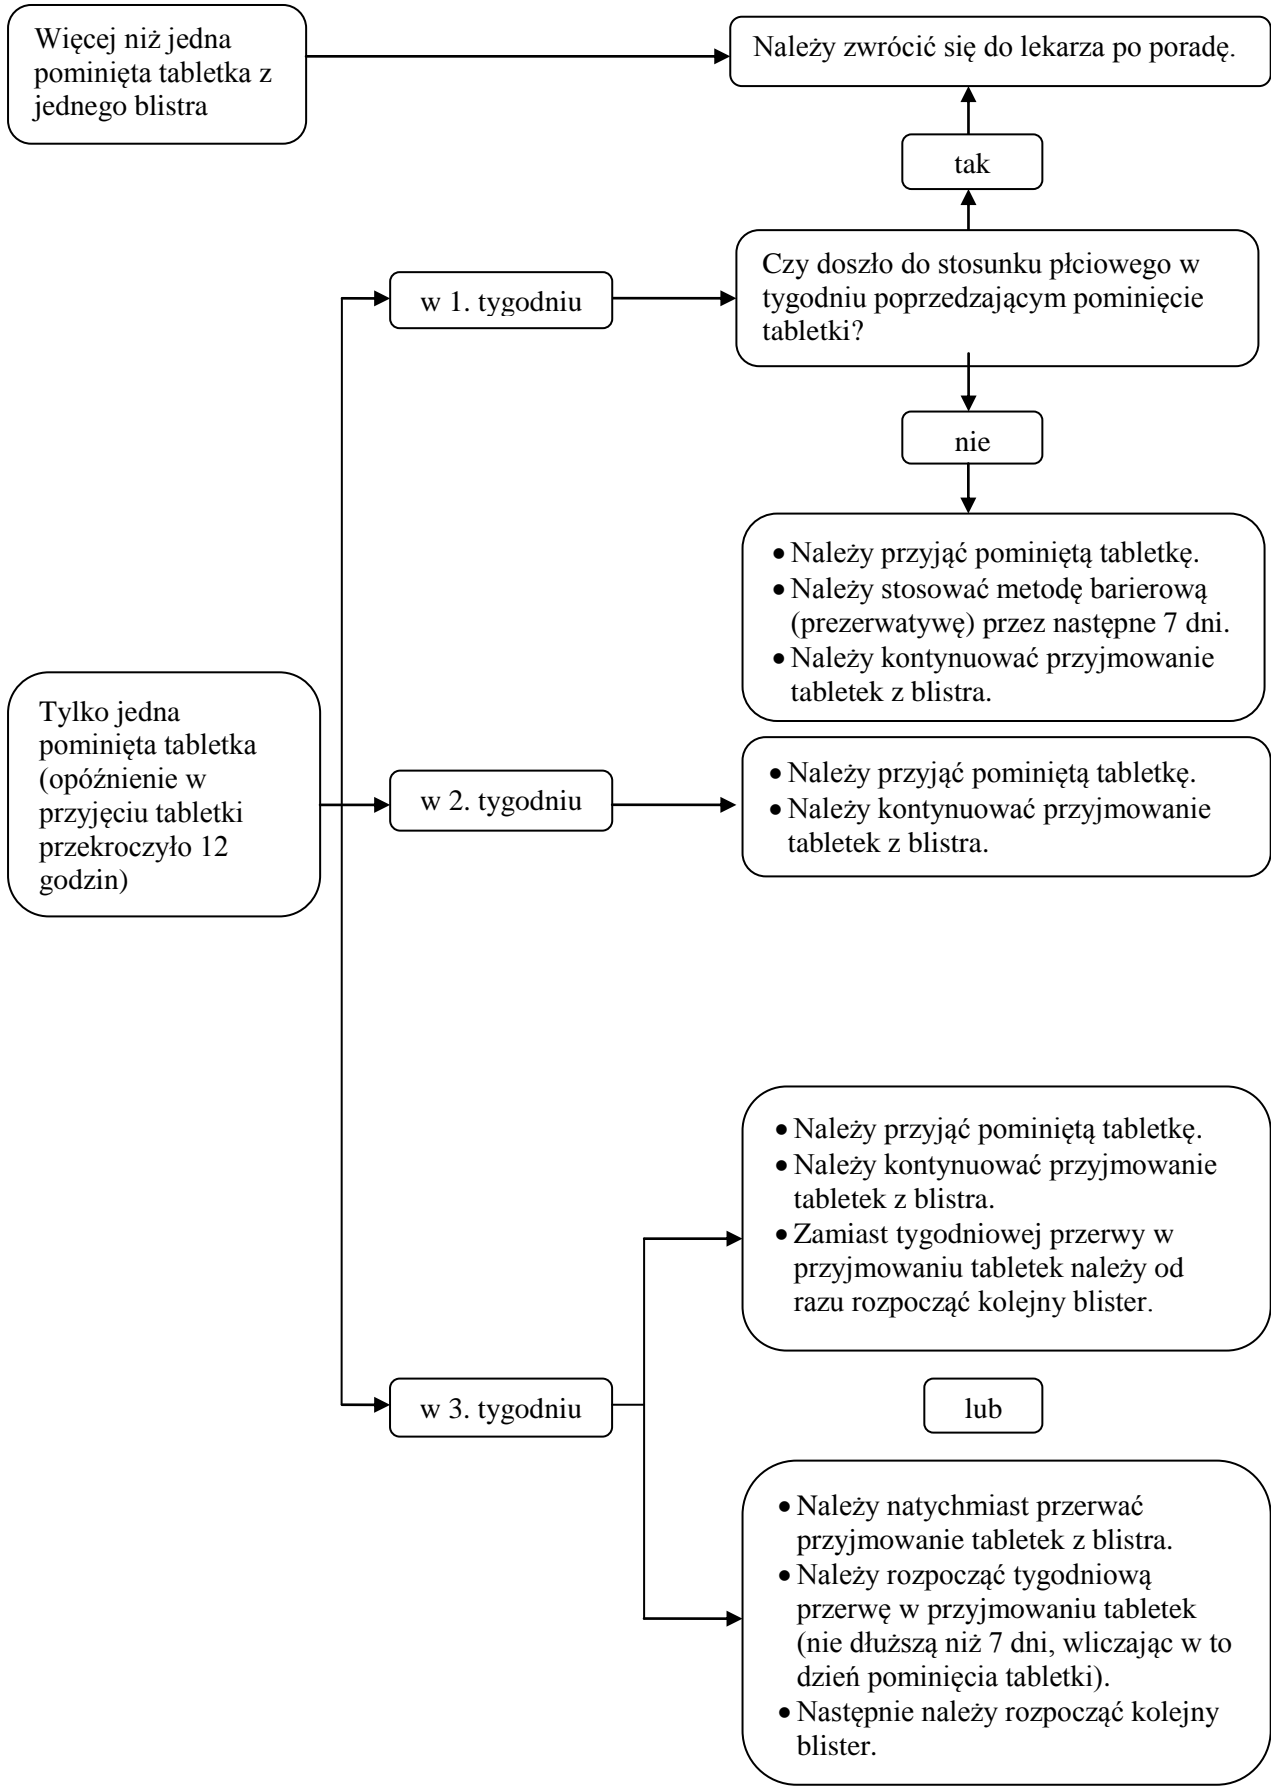 Więcej niż jedna
pominięta tabletka z
jednego blistra
Należy zwrócić się do lekarza po poradę.
tak
Czy doszło do stosunku płciowego w
tygodniu poprzedzającym pominięcie
tabletki?
w 1. tygodniu
nie
• Należy przyjąć pominiętą tabletkę.
• Należy stosować metodę barierową
(prezerwatywę) przez następne 7 dni.
• Należy kontynuować przyjmowanie
tabletek z blistra.
Tylko jedna
pominięta tabletka
(opóźnienie w
przyjęciu tabletki
przekroczyło 12
godzin)
w 2. tygodniu
• Należy przyjąć pominiętą tabletkę.
• Należy kontynuować przyjmowanie
tabletek z blistra.
• Należy przyjąć pominiętą tabletkę.
• Należy kontynuować przyjmowanie
tabletek z blistra.
• Zamiast tygodniowej przerwy w
przyjmowaniu tabletek należy od
razu rozpocząć kolejny blister.
w 3. tygodniu
lub
• Należy natychmiast przerwać
przyjmowanie tabletek z blistra.
• Należy rozpocząć tygodniową
przerwę w przyjmowaniu tabletek
(nie dłuższą niż 7 dni, wliczając w to
dzień pominięcia tabletki).
• Następnie należy rozpocząć kolejny
blister.